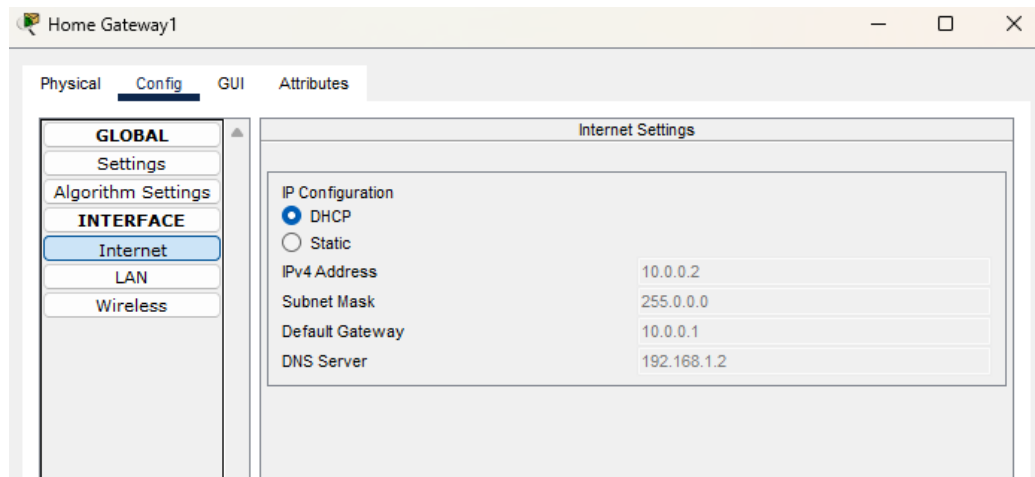 Home Gateway1
Physical Config GUI Attributes
GLOBAL
Settings
Algorithm Settings
INTERFACE
Internet
LAN
Wireless
Internet Settings
IP Configuration
DHCP
Static
IPv4 Address 10.0.0.2
Subnet Mask 255.0.0.0
Default Gateway 10.0.0.1
DNS Server 192.168.1.2